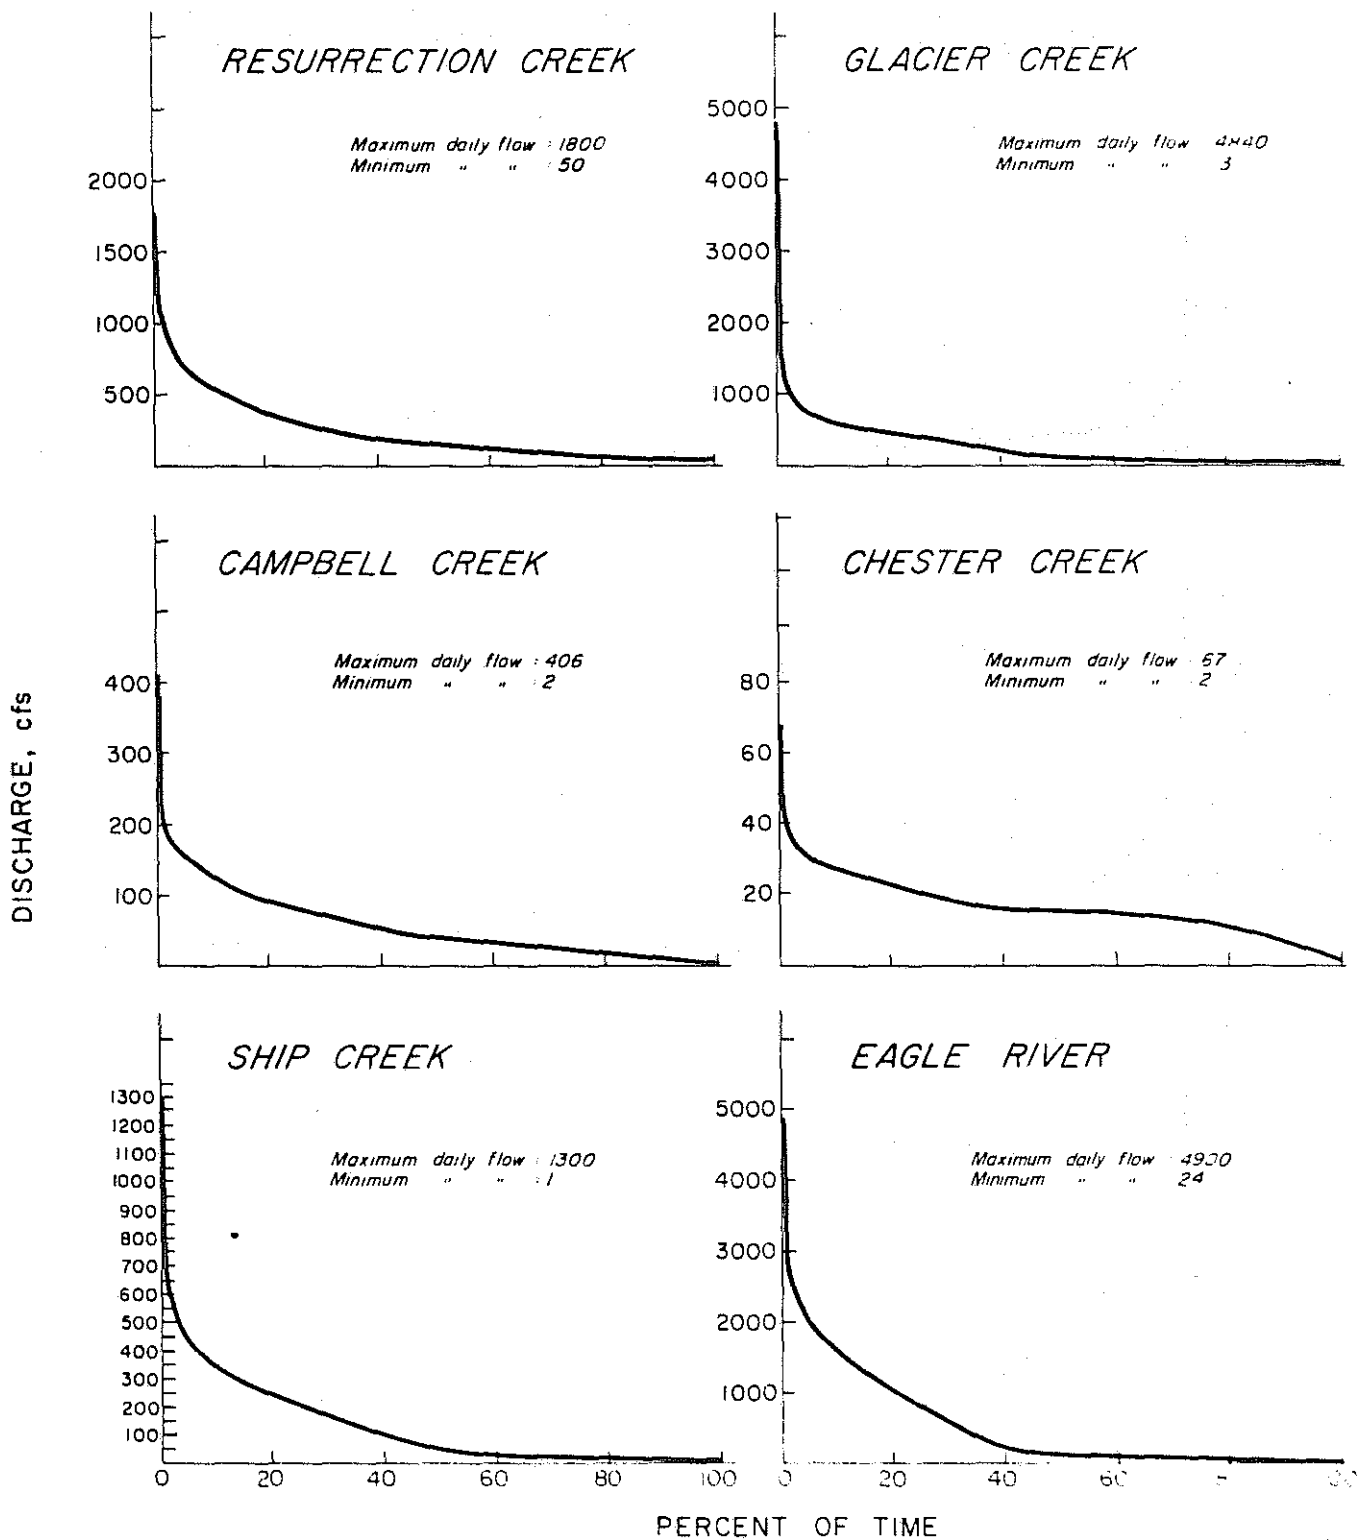 RESURRECTION CREEK
Maximum daily flow : 1800
Minimum " " : 50
2000
1500
1000
500
GLACIER CREEK
Maximum daily flow 4840
Minimum " " 3
5000
4000
3000
2000
1000
CAMPBELL CREEK
Maximum daily flow : 406
Minimum " " : 2
400
300
200
100
CHESTER CREEK
Maximum daily flow 67
Minimum " " 2
80
60
40
20
SHIP CREEK
Maximum daily flow : 1300
Minimum " " : 1
1300
1200
1100
1000
900
800
700
600
500
400
300
200
100
0 20 40 60 80 100
EAGLE RIVER
Maximum daily flow 4930
Minimum " " 24
5000
4000
3000
2000
1000
0 20 40 60
DISCHARGE, cfs
PERCENT OF TIME